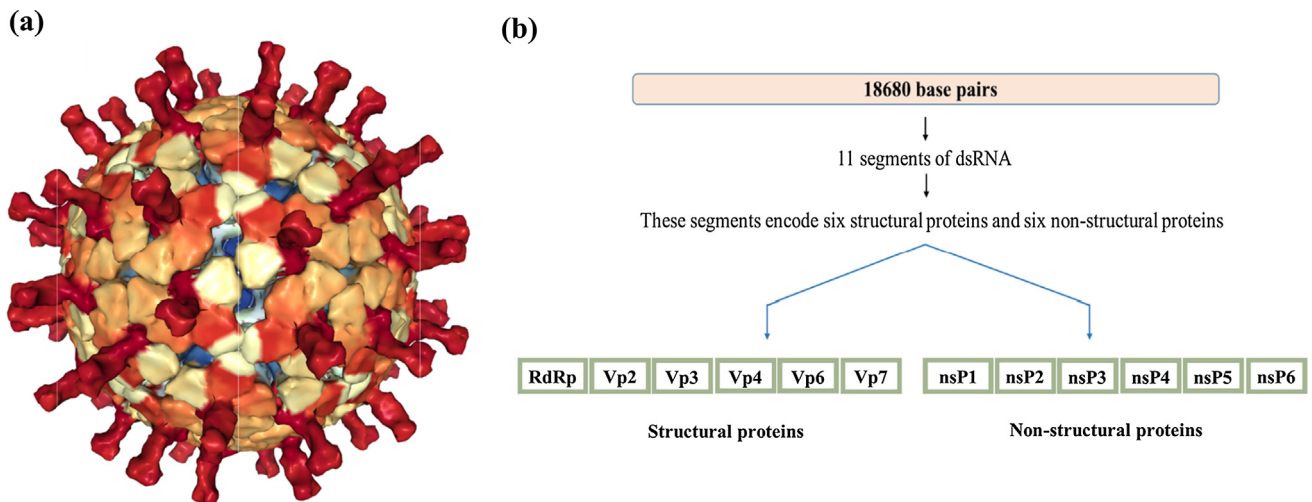 (a)
(b)
18680 base pairs
11 segments of dsRNA
These segments encode six structural proteins and six non-structural proteins
RdRp Vp2 Vp3 Vp4 Vp6 Vp7 nsP1 nsP2 nsP3 nsP4 nsP5 nsP6
Structural proteins Non-structural proteins